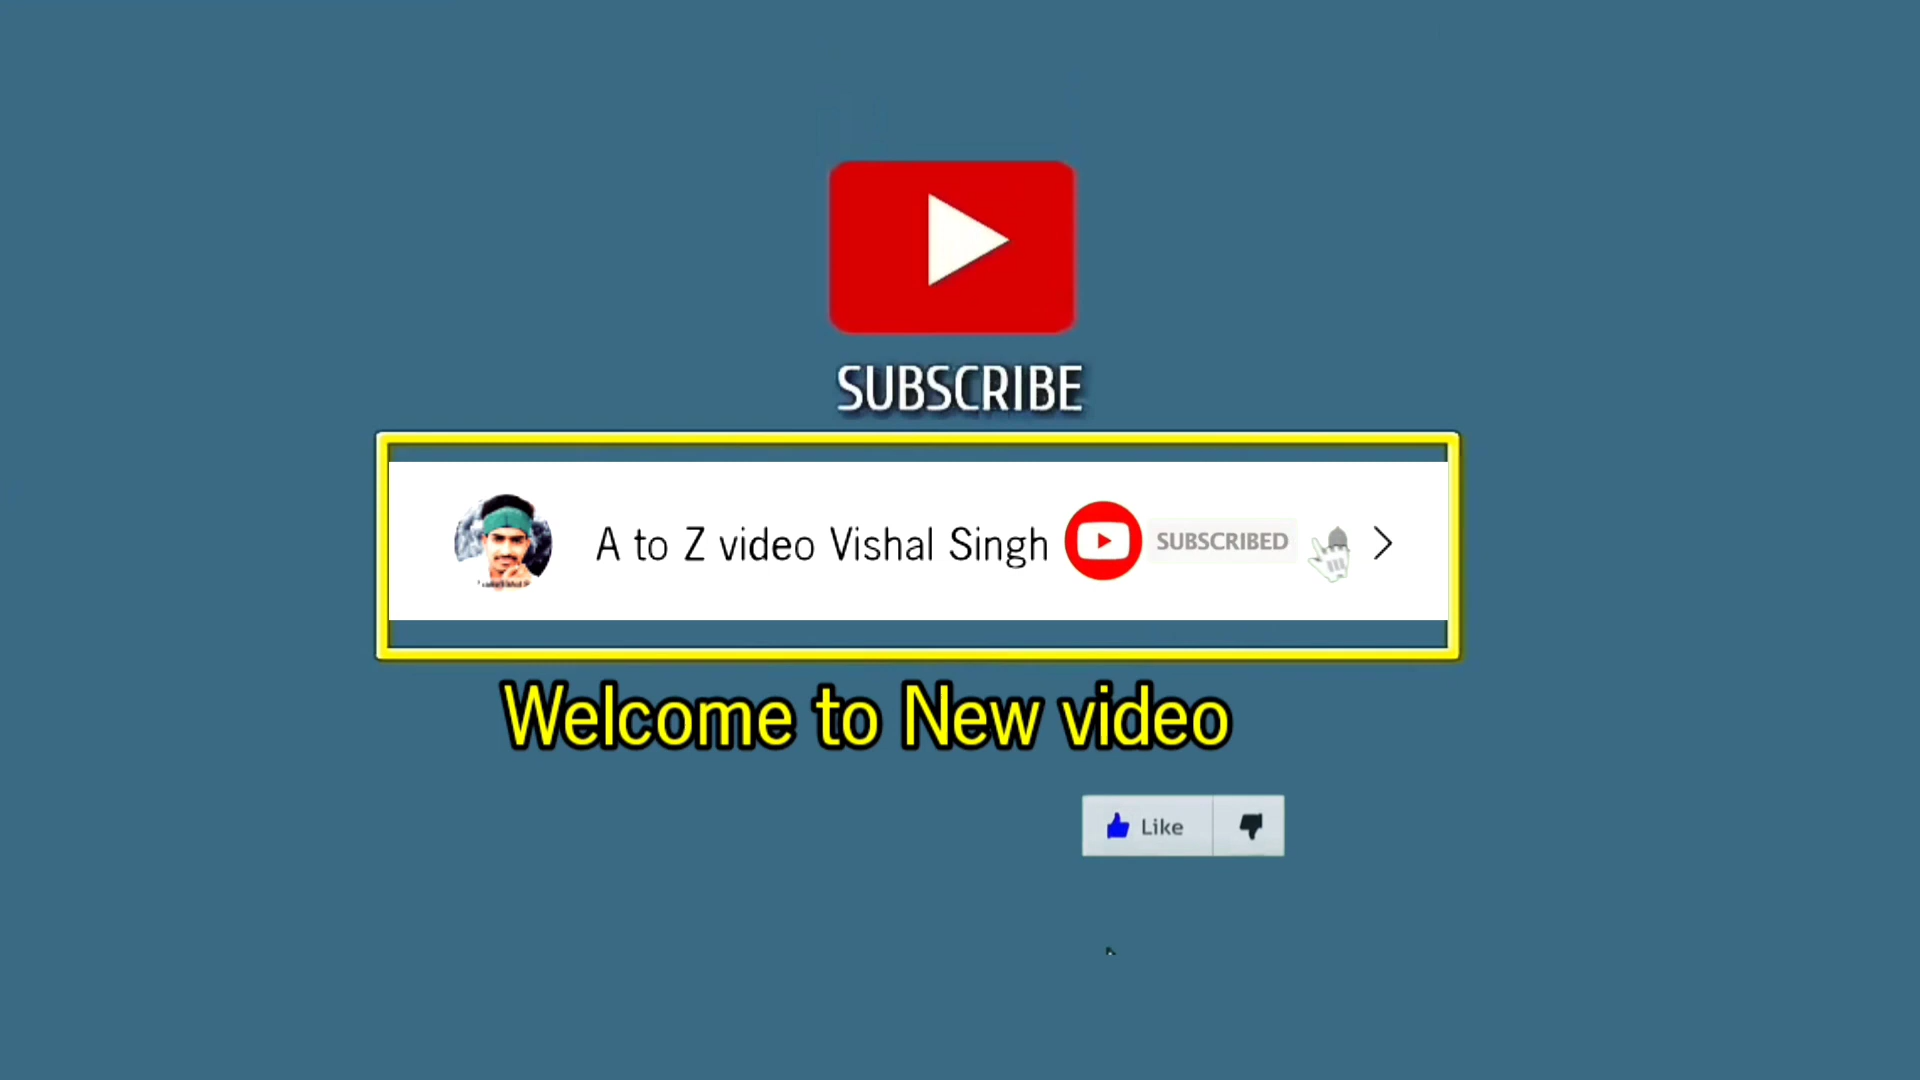 SUBSCRIBE
A to Z video Vishal Singh SUBSCRIBED
Welcome to New video
Like